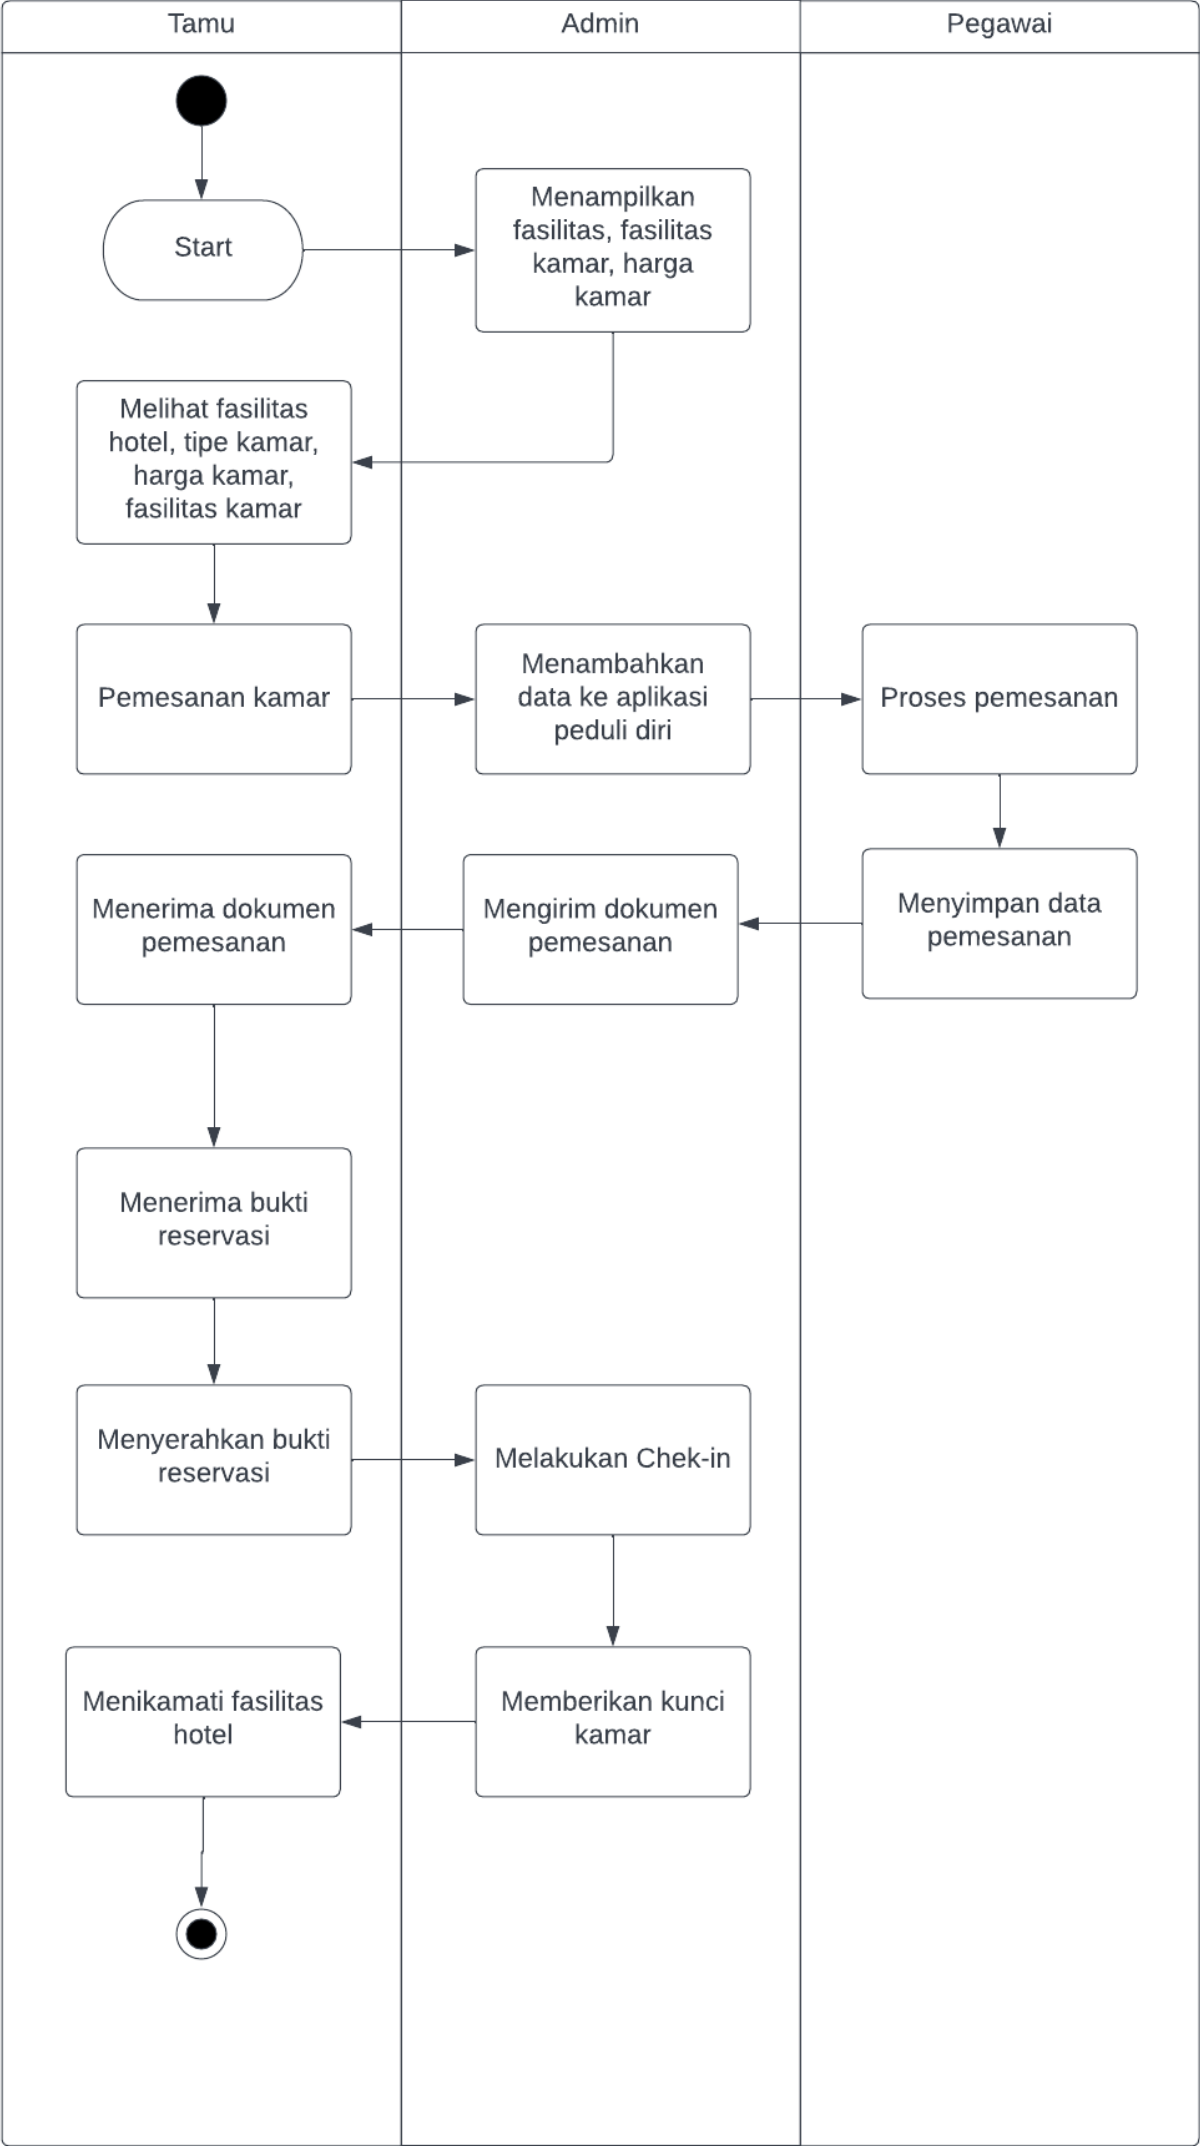 Tamu
Admin
Pegawai
Start
Menampilkan
fasilitas, fasilitas
kamar, harga
kamar
Melihat fasilitas
hotel, tipe kamar,
harga kamar,
fasilitas kamar
Pemesanan kamar
Menambahkan
data ke aplikasi
peduli diri
Proses pemesanan
Menerima dokumen
pemesanan
Mengirim dokumen
pemesanan
Menyimpan data
pemesanan
Menerima bukti
reservasi
Menyerahkan bukti
reservasi
Melakukan Chek-in
Menikamati fasilitas
hotel
Memberikan kunci
kamar